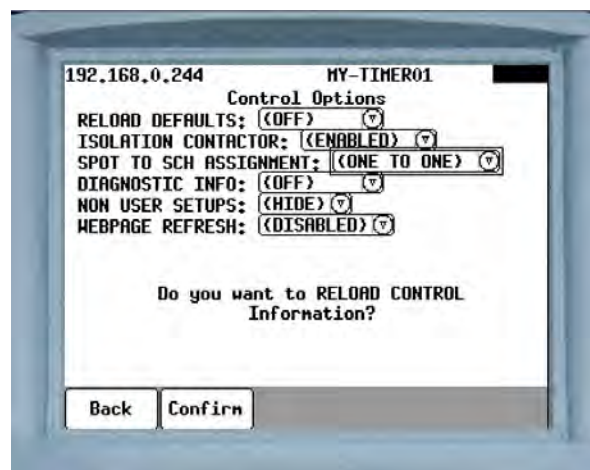 192.168.0.244 MY-TIMER01
Control Options
RELOAD DEFAULTS: (OFF)
ISOLATION CONTACTOR: (ENABLED)
SPOT TO SCH ASSIGNMENT: (ONE TO ONE)
DIAGNOSTIC INFO: (OFF)
NON USER SETUPS: (HIDE)
WEBPAGE REFRESH: (DISABLED)
Do you want to RELOAD CONTROL
Information?
Back Confirm